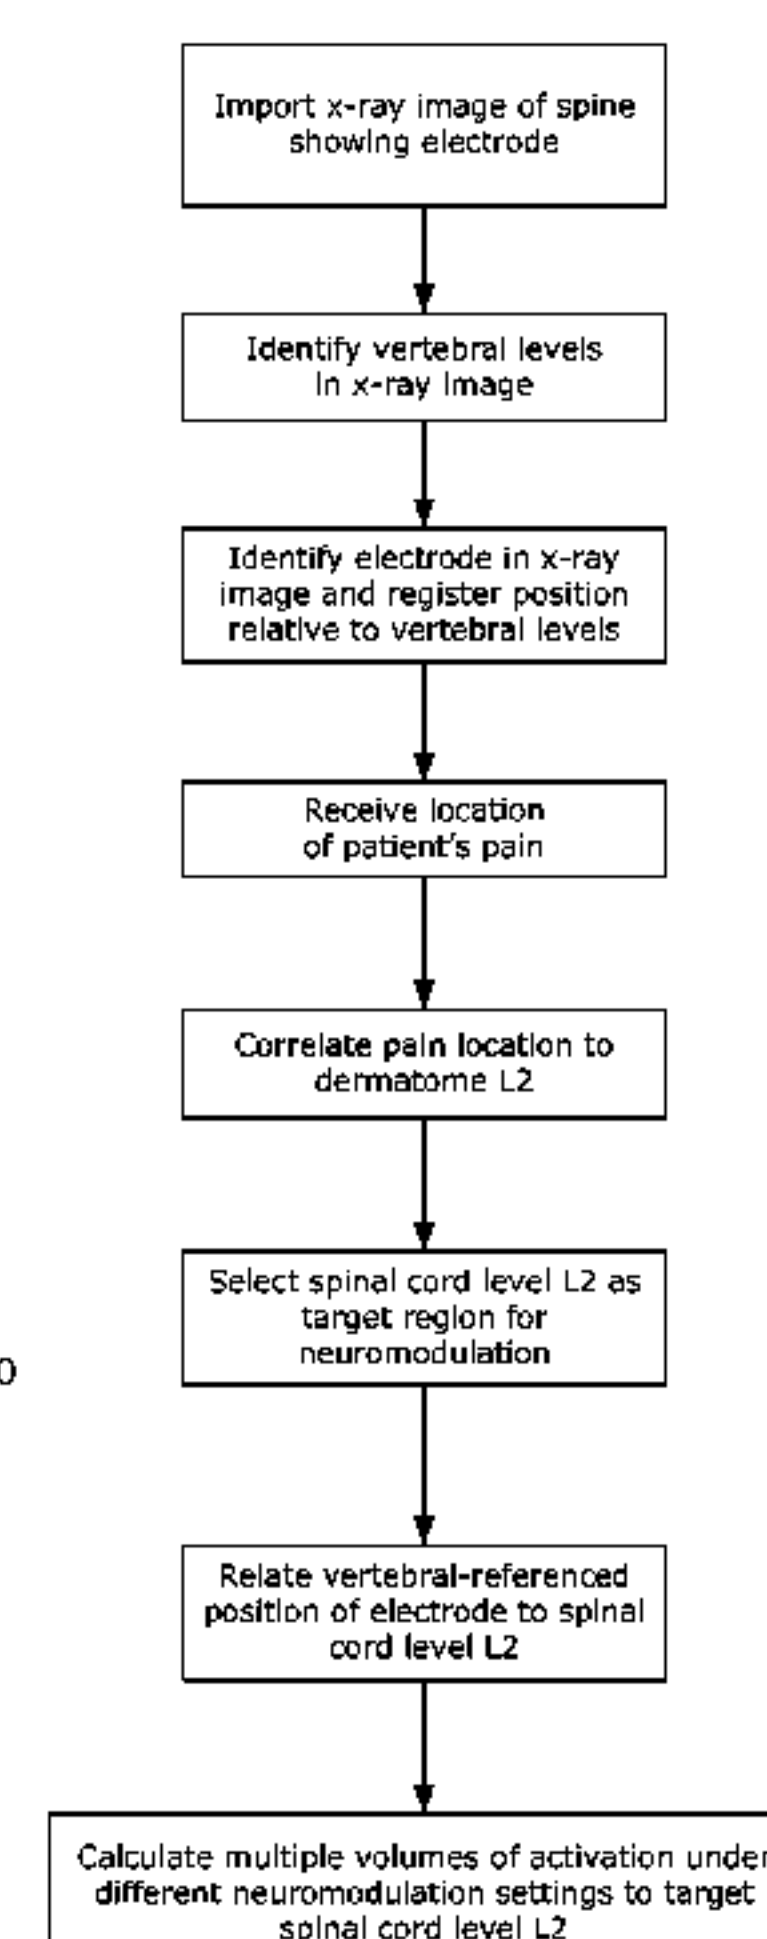 Import x-ray image of spine
showing electrode
Identify vertebral levels
in x-ray image
Identify electrode in x-ray
image and register position
relative to vertebral levels
Receive location
of patient's pain
Correlate pain location to
dermatome L2
Select spinal cord level L2 as
target region for
neuromodulation
0
Relate vertebral-referenced
position of electrode to spinal
cord level L2
Calculate multiple volumes of activation under
different neuromodulation settings to target
spinal cord level L2